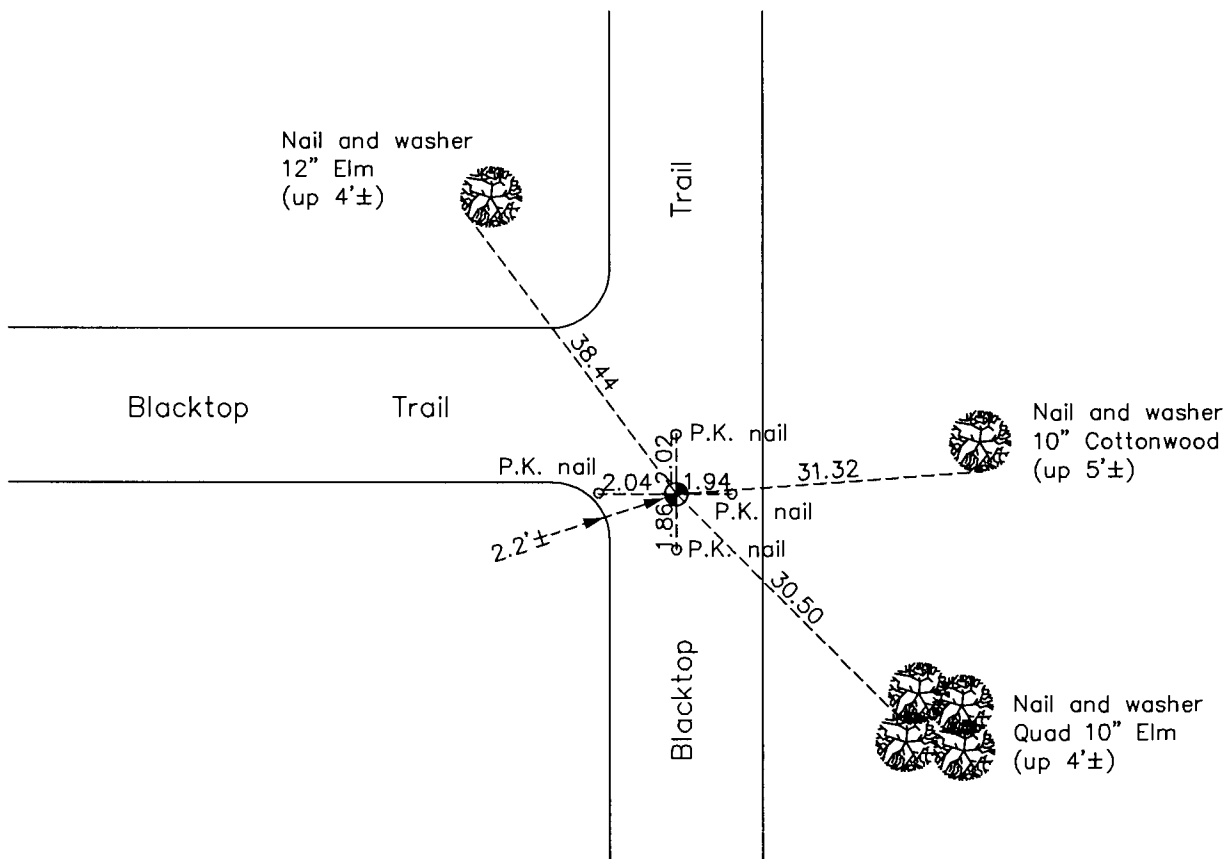 Nail and washer
12" Elm
(up 4'±)
Trail
38.44
Blacktop Trail
Nail and washer
10" Cottonwood
(up 5'±)
P.K. nail
2.02
P.K. nail
2.04
1.94
31.32
P.K. nail
1.86
P.K. nail
2.2'±
30.50
Blacktop
Nail and washer
Quad 10" Elm
(up 4'±)